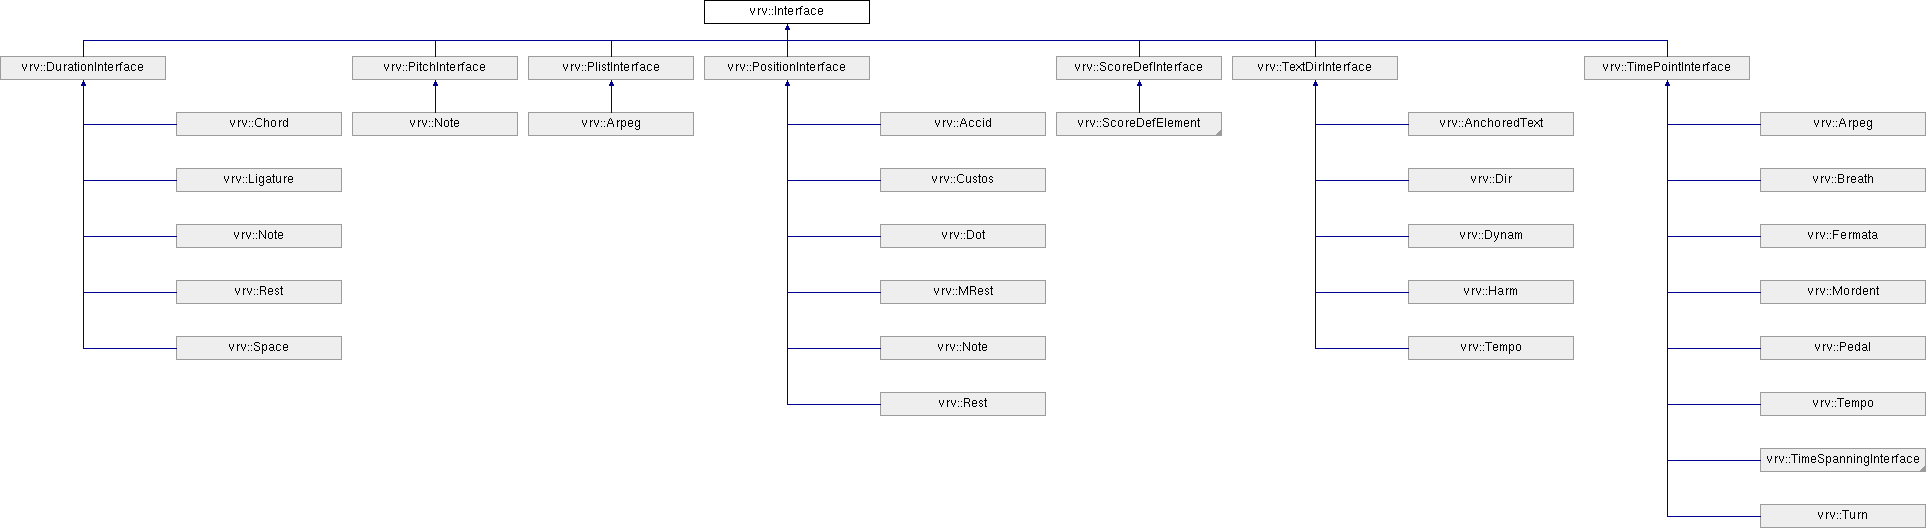 vrv::Interface
vrv::DurationInterface
vrv::PitchInterface
vrv::PlistInterface
vrv::PositionInterface
vrv::ScoreDefInterface
vrv::TextDirInterface
vrv::TimePointInterface
vrv::Chord
vrv::Note
vrv::Arpeg
vrv::Accid
vrv::ScoreDefElement
vrv::AnchoredText
vrv::Arpeg
vrv::Ligature
vrv::Custos
vrv::Dir
vrv::Breath
vrv::Note
vrv::Dot
vrv::Dynam
vrv::Fermata
vrv::Rest
vrv::MRest
vrv::Harm
vrv::Mordent
vrv::Space
vrv::Note
vrv::Tempo
vrv::Pedal
vrv::Rest
vrv::Tempo
vrv::TimeSpanningInterface
vrv::Turn